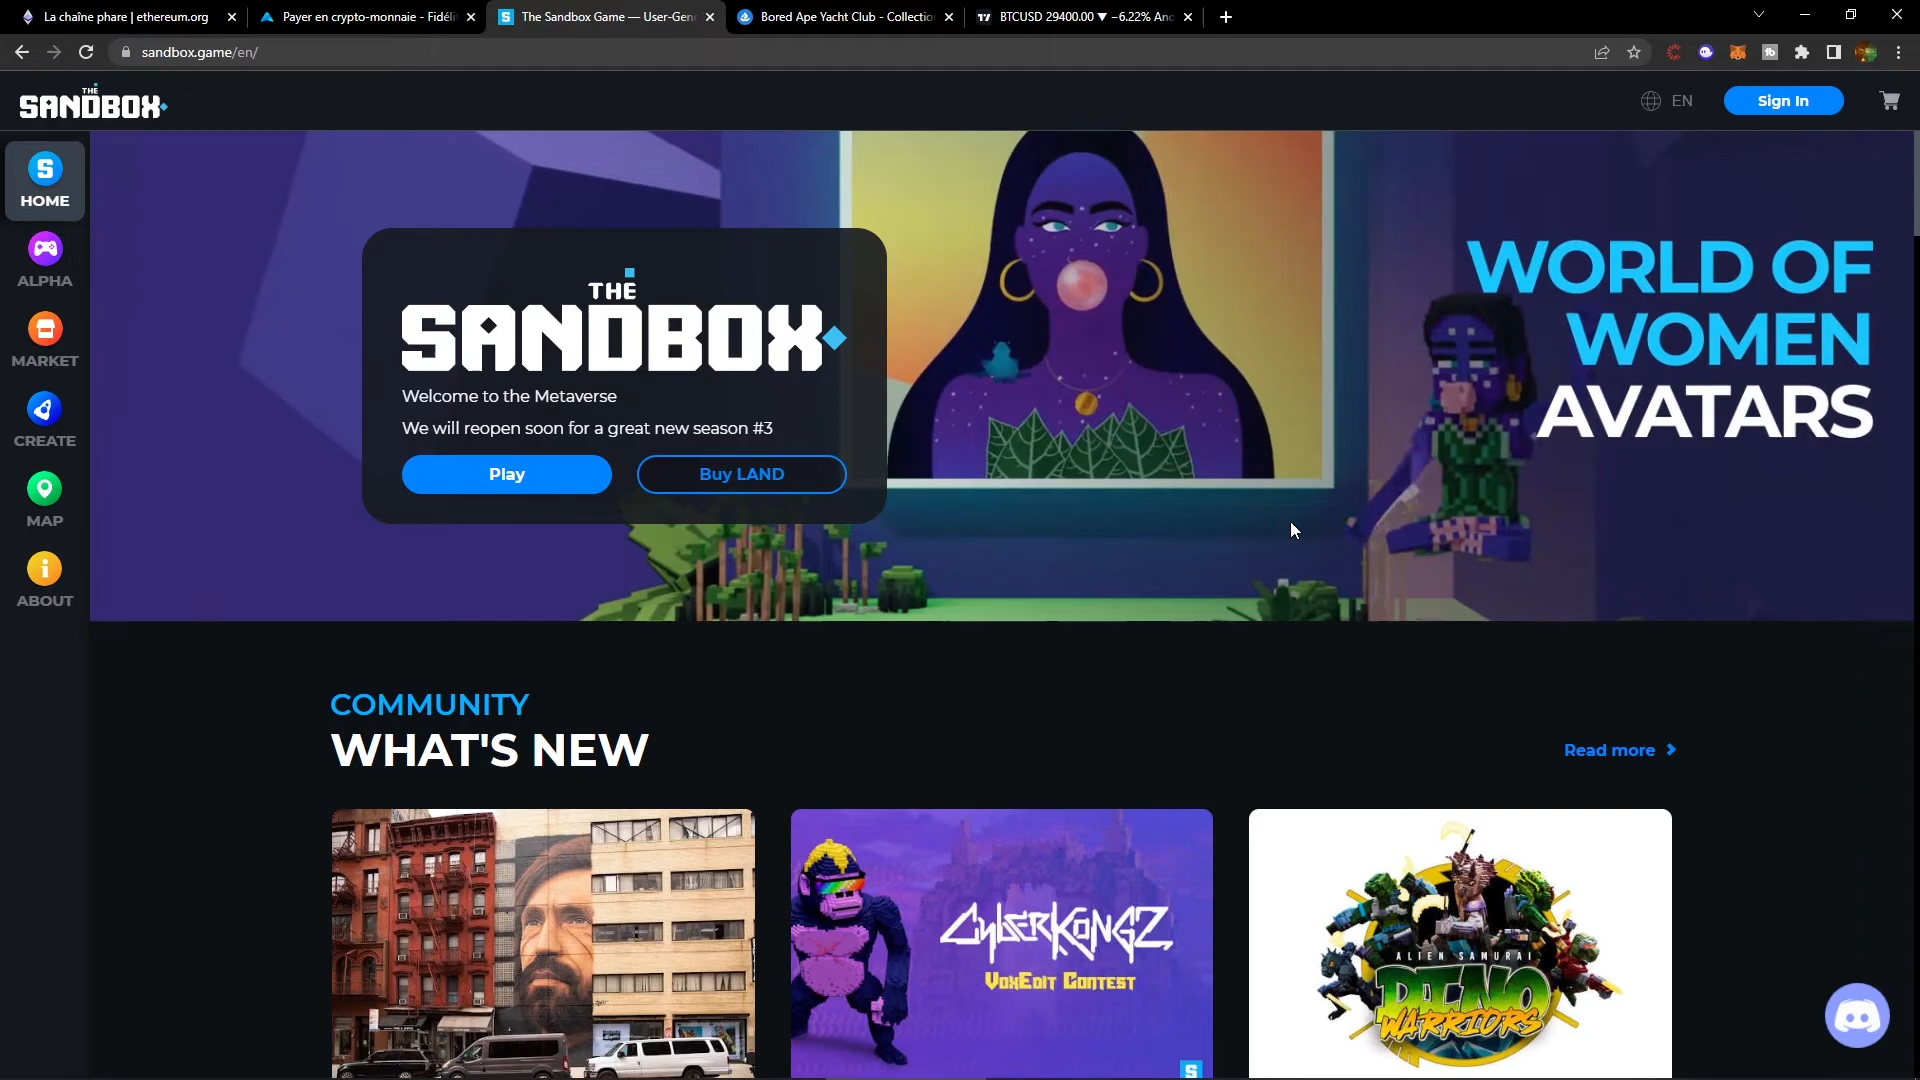 La chaîne phare | ethereum.org
Payer en crypto-monnaie - Fidéli
The Sandbox Game — User-Gen
Bored Ape Yacht Club - Collectio
BTCUSD 29400.00 ▼ −6.22% Ano
sandbox.game/en/
THE
SANDBOX
EN
Sign In
HOME
ALPHA
MARKET
CREATE
MAP
ABOUT
THE
SANDBOX
Welcome to the Metaverse
We will reopen soon for a great new season #3
Play
Buy LAND
WORLD OF
WOMEN
AVATARS
COMMUNITY
WHAT'S NEW
Read more
CYBERKONGZ
VOXEDIT CONTEST
ALIEN SAMURAI
DINO
WARRIORS